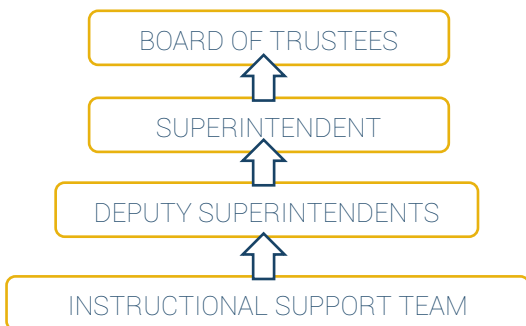 BOARD OF TRUSTEES
SUPERINTENDENT
DEPUTY SUPERINTENDENTS
INSTRUCTIONAL SUPPORT TEAM